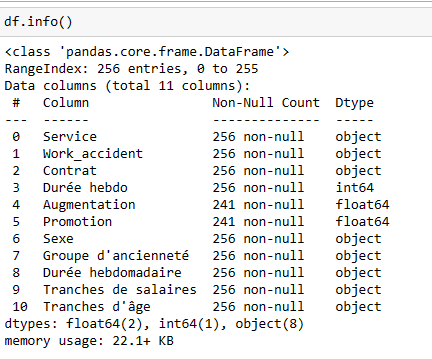 df.info()
<class 'pandas.core.frame.DataFrame'>
RangeIndex: 256 entries, 0 to 255
Data columns (total 11 columns):
 #   Column                Non-Null Count  Dtype
---  ------                --------------  -----
 0   Service               256 non-null    object
 1   Work_accident         256 non-null    object
 2   Contrat               256 non-null    object
 3   Durée hebdo           256 non-null    int64
 4   Augmentation          241 non-null    float64
 5   Promotion             241 non-null    float64
 6   Sexe                  256 non-null    object
 7   Groupe d'ancienneté   256 non-null    object
 8   Durée hebdomadaire    256 non-null    object
 9   Tranches de salaires  256 non-null    object
 10  Tranches d'âge        256 non-null    object
dtypes: float64(2), int64(1), object(8)
memory usage: 22.1+ KB